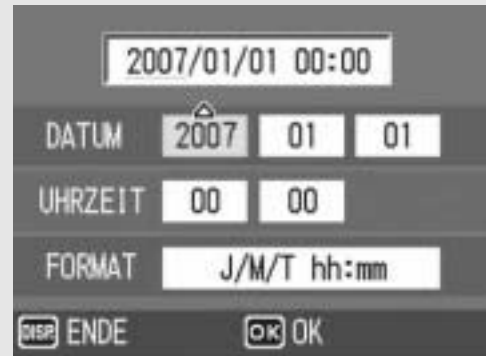 2007/01/01 00:00
DATUM 2007 01 01
UHRZEIT 00 00
FORMAT J/M/T hh:mm
DISP. ENDE OK OK